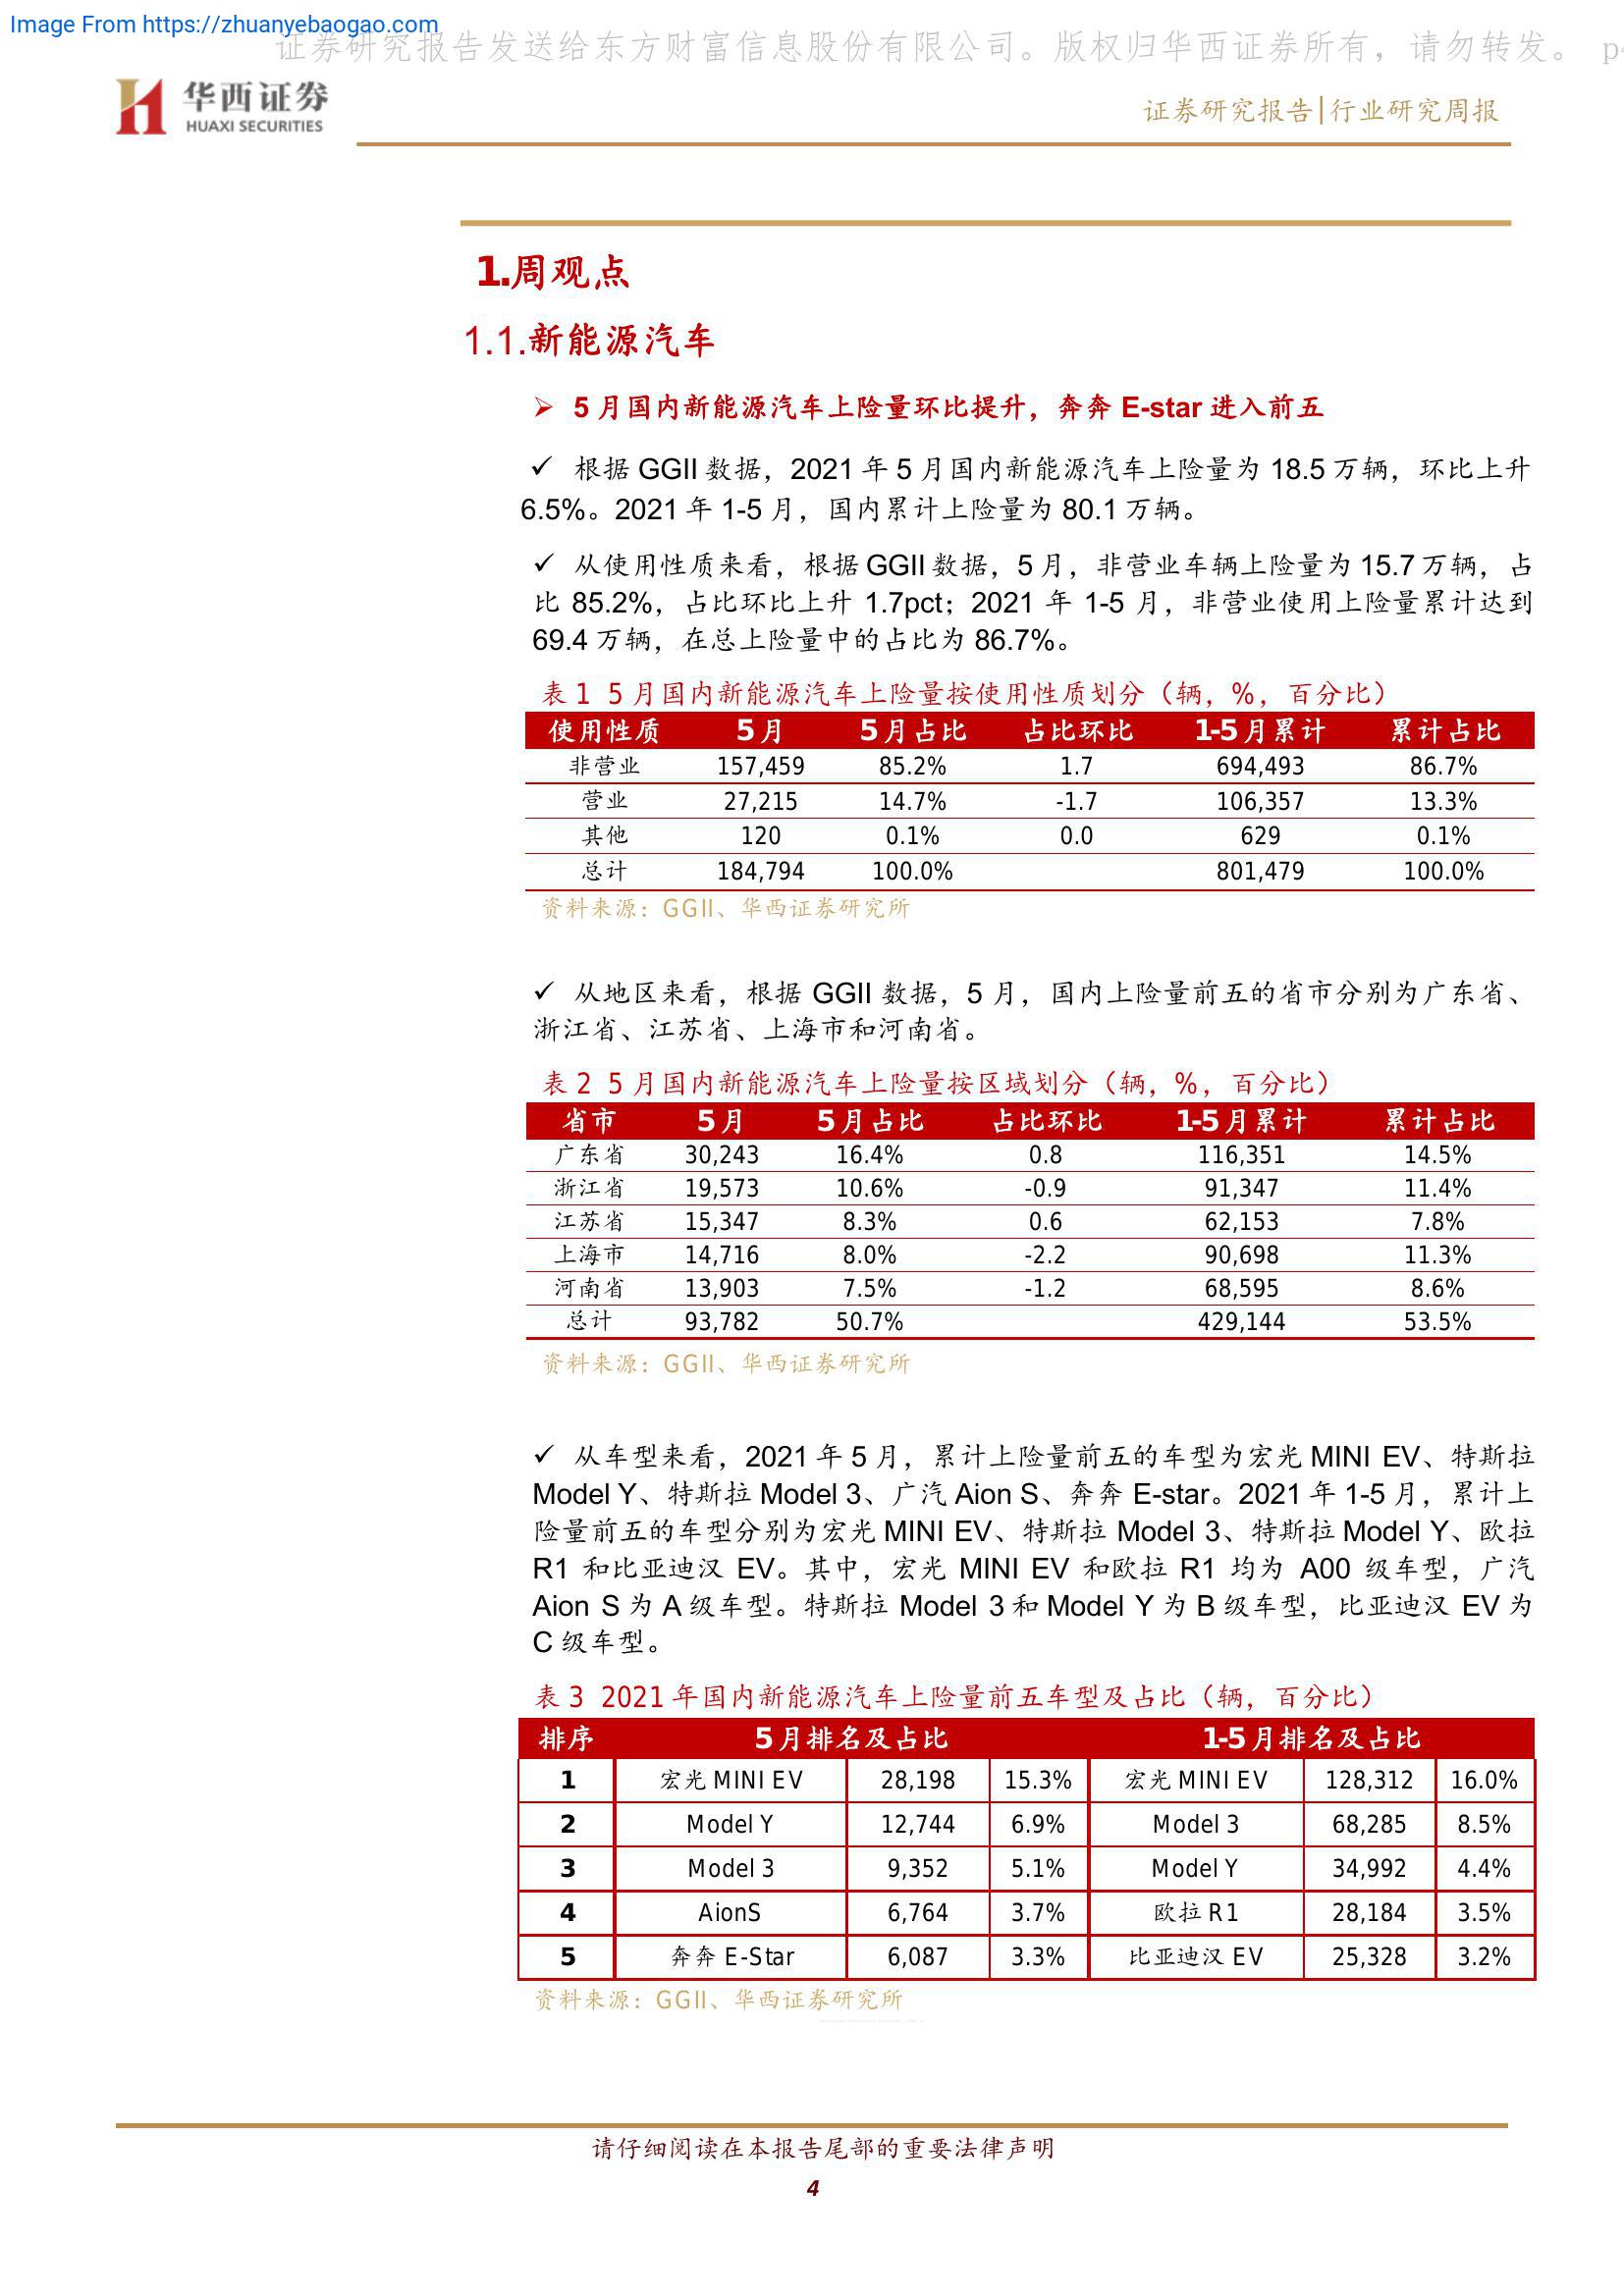 Image From https://zhuanyebaogao.com
证券研究报告发送给东方财富信息股份有限公司。版权归华西证券所有，请勿转发。 p
华西证券
HUAXI SECURITIES
证券研究报告|行业研究周报
1.周观点
1.1.新能源汽车
➢ 5 月国内新能源汽车上险量环比提升，奔奔 E-star 进入前五
✓ 根据 GGII 数据，2021 年 5 月国内新能源汽车上险量为 18.5 万辆，环比上升
6.5%。2021 年 1-5 月，国内累计上险量为 80.1 万辆。
✓ 从使用性质来看，根据 GGII 数据，5 月，非营业车辆上险量为 15.7 万辆，占
比 85.2%，占比环比上升 1.7pct；2021 年 1-5 月，非营业使用上险量累计达到
69.4 万辆，在总上险量中的占比为 86.7%。
表 1 5 月国内新能源汽车上险量按使用性质划分（辆，%，百分比）
使用性质 5 月 5 月占比 占比环比 1-5 月累计 累计占比
非营业 157,459 85.2% 1.7 694,493 86.7%
营业 27,215 14.7% -1.7 106,357 13.3%
其他 120 0.1% 0.0 629 0.1%
总计 184,794 100.0% 801,479 100.0%
资料来源：GGII、华西证券研究所
✓ 从地区来看，根据 GGII 数据，5 月，国内上险量前五的省市分别为广东省、
浙江省、江苏省、上海市和河南省。
表 2 5 月国内新能源汽车上险量按区域划分（辆，%，百分比）
省市 5 月 5 月占比 占比环比 1-5 月累计 累计占比
广东省 30,243 16.4% 0.8 116,351 14.5%
浙江省 19,573 10.6% -0.9 91,347 11.4%
江苏省 15,347 8.3% 0.6 62,153 7.8%
上海市 14,716 8.0% -2.2 90,698 11.3%
河南省 13,903 7.5% -1.2 68,595 8.6%
总计 93,782 50.7% 429,144 53.5%
资料来源：GGII、华西证券研究所
✓ 从车型来看，2021 年 5 月，累计上险量前五的车型为宏光 MINI EV、特斯拉
Model Y、特斯拉 Model 3、广汽 Aion S、奔奔 E-star。2021 年 1-5 月，累计上
险量前五的车型分别为宏光 MINI EV、特斯拉 Model 3、特斯拉 Model Y、欧拉
R1 和比亚迪汉 EV。其中，宏光 MINI EV 和欧拉 R1 均为 A00 级车型，广汽
Aion S 为 A 级车型。特斯拉 Model 3 和 Model Y 为 B 级车型，比亚迪汉 EV 为
C 级车型。
表 3 2021 年国内新能源汽车上险量前五车型及占比（辆，百分比）
排序 5 月排名及占比 1-5 月排名及占比
1 宏光 MINI EV 28,198 15.3% 宏光 MINI EV 128,312 16.0%
2 Model Y 12,744 6.9% Model 3 68,285 8.5%
3 Model 3 9,352 5.1% Model Y 34,992 4.4%
4 AionS 6,764 3.7% 欧拉 R1 28,184 3.5%
5 奔奔 E-Star 6,087 3.3% 比亚迪汉 EV 25,328 3.2%
资料来源：GGII、华西证券研究所
请仔细阅读在本报告尾部的重要法律声明
4